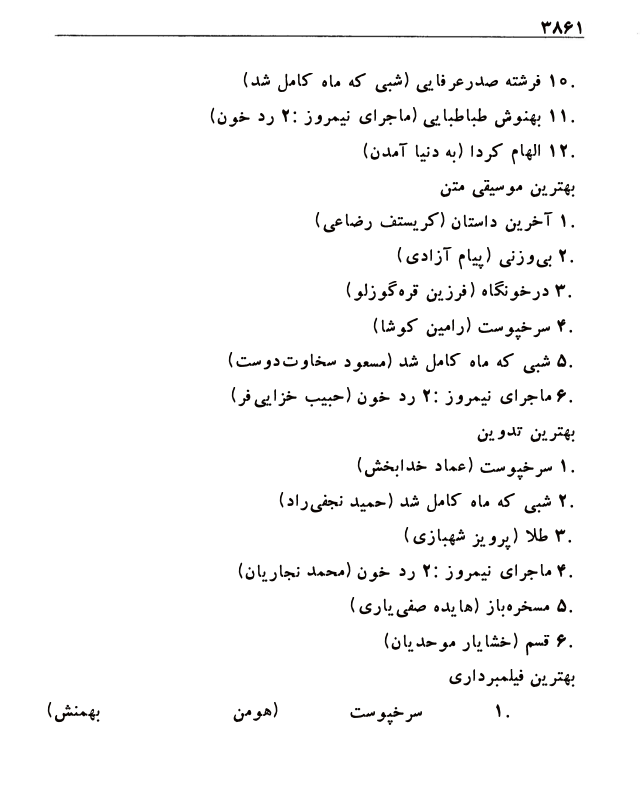 ۳۸۶۱
۱۰. فرشته صدرعرفایی (شبی که ماه کامل شد)
۱۱. بهنوش طباطبایی (ماجرای نیمروز ۲: رد خون)
۱۲. الهام کردا (به دنیا آمدن)
بهترین موسیقی متن
۱. آخرین داستان (کریستف رضاعی)
۲. بی‌وزنی (پیام آزادی)
۳. درخونگاه (فرزین قره‌گوزلو)
۴. سرخپوست (رامین کوشا)
۵. شبی که ماه کامل شد (مسعود سخاوت‌دوست)
۶. ماجرای نیمروز ۲: رد خون (حبیب خزایی‌فر)
بهترین تدوین
۱. سرخپوست (عماد خدابخش)
۲. شبی که ماه کامل شد (حمید نجفی‌راد)
۳. طلا (پرویز شهبازی)
۴. ماجرای نیمروز ۲: رد خون (محمد نجاریان)
۵. مسخره‌باز (هایده صفی‌یاری)
۶. قسم (خشایار موحدیان)
بهترین فیلمبرداری
۱. سرخپوست (هومن بهمنش)